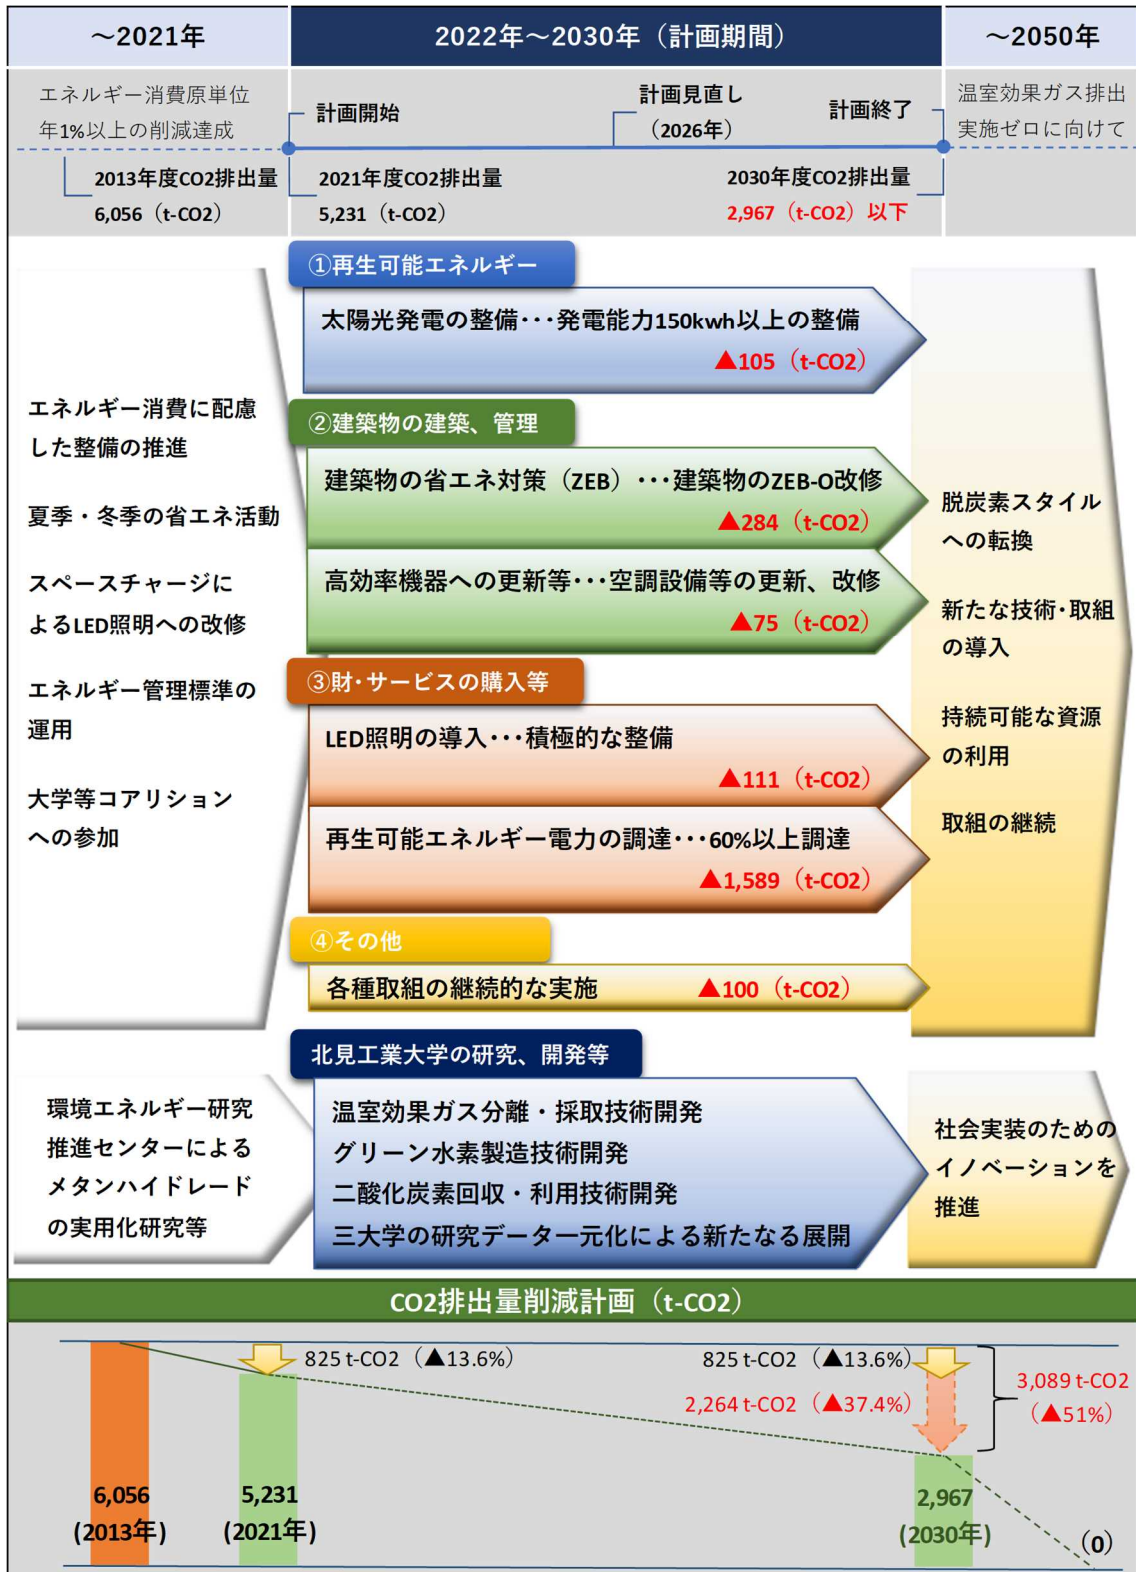 ～2021年
2022年～2030年（計画期間）
～2050年
エネルギー消費原単位
年1%以上の削減達成
計画開始
計画見直し
（2026年）
計画終了
温室効果ガス排出
実施ゼロに向けて
2013年度CO2排出量
6,056（t-CO2）
2021年度CO2排出量
5,231（t-CO2）
2030年度CO2排出量
2,967（t-CO2）以下
①再生可能エネルギー
太陽光発電の整備･･･発電能力150kwh以上の整備
▲105（t-CO2）
エネルギー消費に配慮
した整備の推進
夏季・冬季の省エネ活動
スペースチャージに
よるLED照明への改修
エネルギー管理標準の
運用
大学等コアリション
への参加
②建築物の建築、管理
建築物の省エネ対策（ZEB）･･･建築物のZEB-O改修
▲284（t-CO2）
高効率機器への更新等･･･空調設備等の更新、改修
▲75（t-CO2）
③財･サービスの購入等
LED照明の導入･･･積極的な整備
▲111（t-CO2）
再生可能エネルギー電力の調達･･･60%以上調達
▲1,589（t-CO2）
④その他
各種取組の継続的な実施　▲100（t-CO2）
脱炭素スタイル
への転換
新たな技術･取組
の導入
持続可能な資源
の利用
取組の継続
北見工業大学の研究、開発等
環境エネルギー研究
推進センターによる
メタンハイドレード
の実用化研究等
温室効果ガス分離・採取技術開発
グリーン水素製造技術開発
二酸化炭素回収・利用技術開発
三大学の研究データ一元化による新たなる展開
社会実装のための
イノベーションを
推進
CO2排出量削減計画（t-CO2）
825 t-CO2（▲13.6%）
825 t-CO2（▲13.6%）
2,264 t-CO2（▲37.4%）
3,089 t-CO2
（▲51%）
6,056
(2013年)
5,231
(2021年)
2,967
(2030年)
（0）